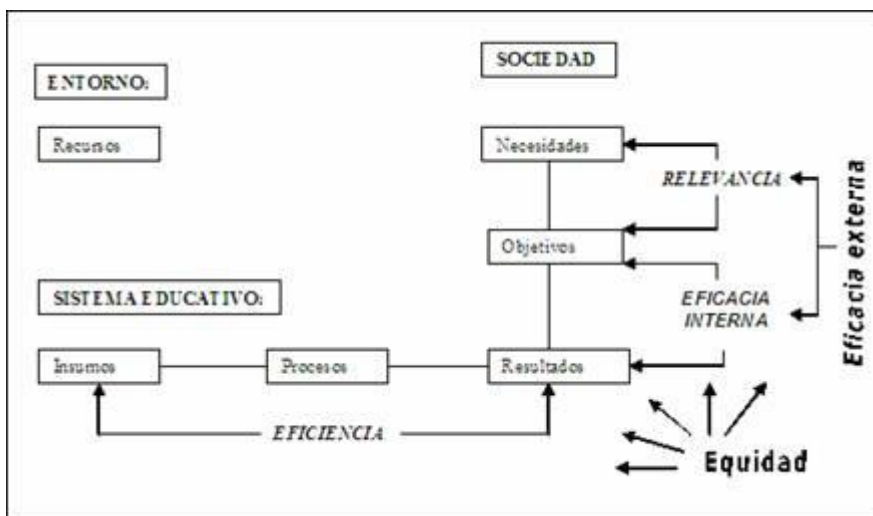 SOCIEDAD
ENTORNO:
Recursos
Necesidades
RELEVANCIA
Objetivos
SISTEMA EDUCATIVO:
EFICACIA
INTERNA
Eficacia externa
Insumos
Procesos
Resultados
EFICIENCIA
Equidad